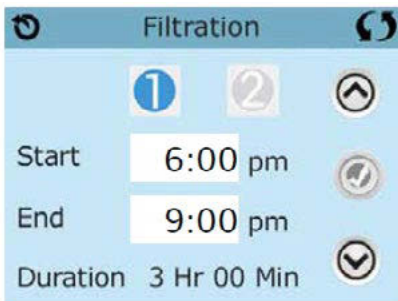 Filtration
1 2
Start 6:00 pm
End 9:00 pm
Duration 3 Hr 00 Min